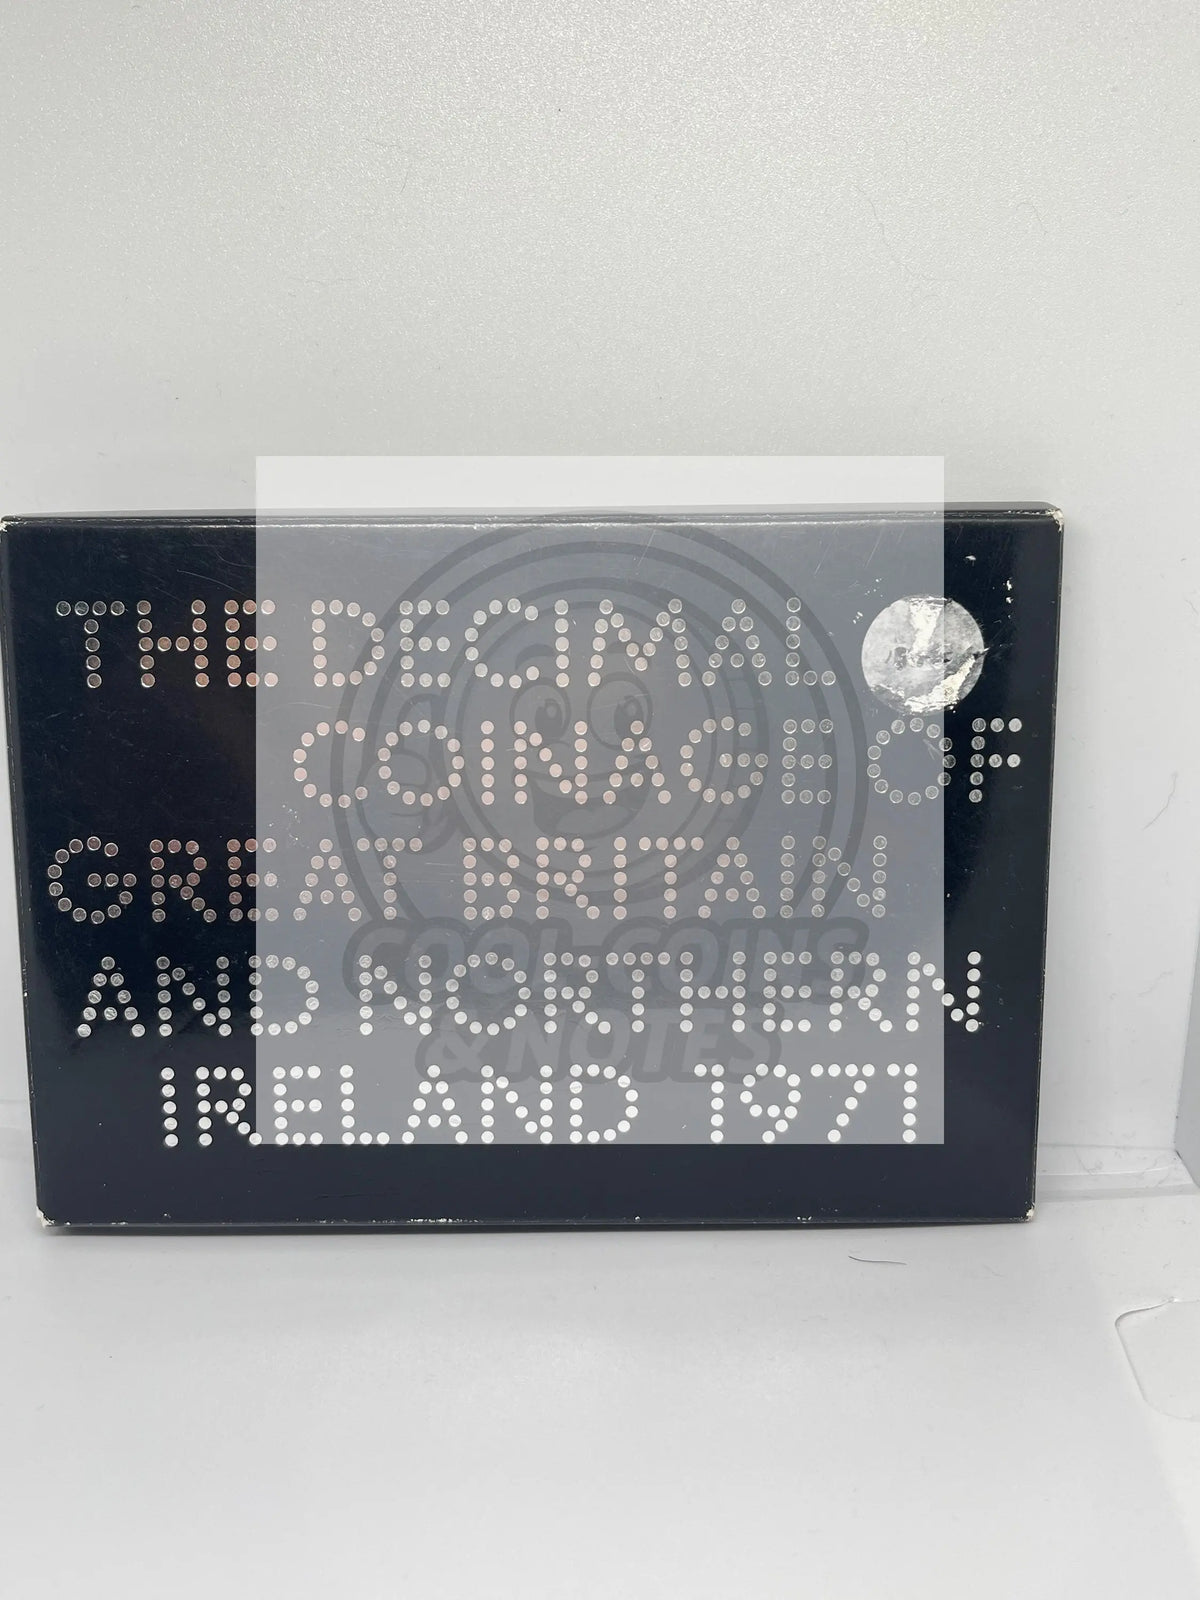 THE DECIMAL
COINAGE OF
GREAT BRITAIN
AND NORTHERN
IRELAND 1971
COOL-COINS
& NOTES